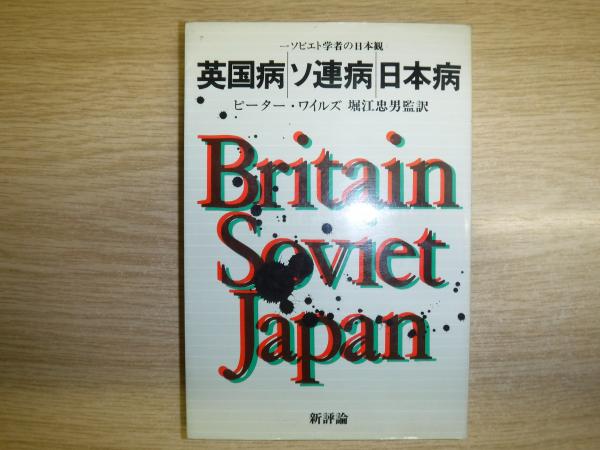 一ソビエト学者の日本観
英国病|ソ連病|日本病
ピーター・ワイルズ 堀江忠男監訳
Britain
Soviet
Japan
新評論